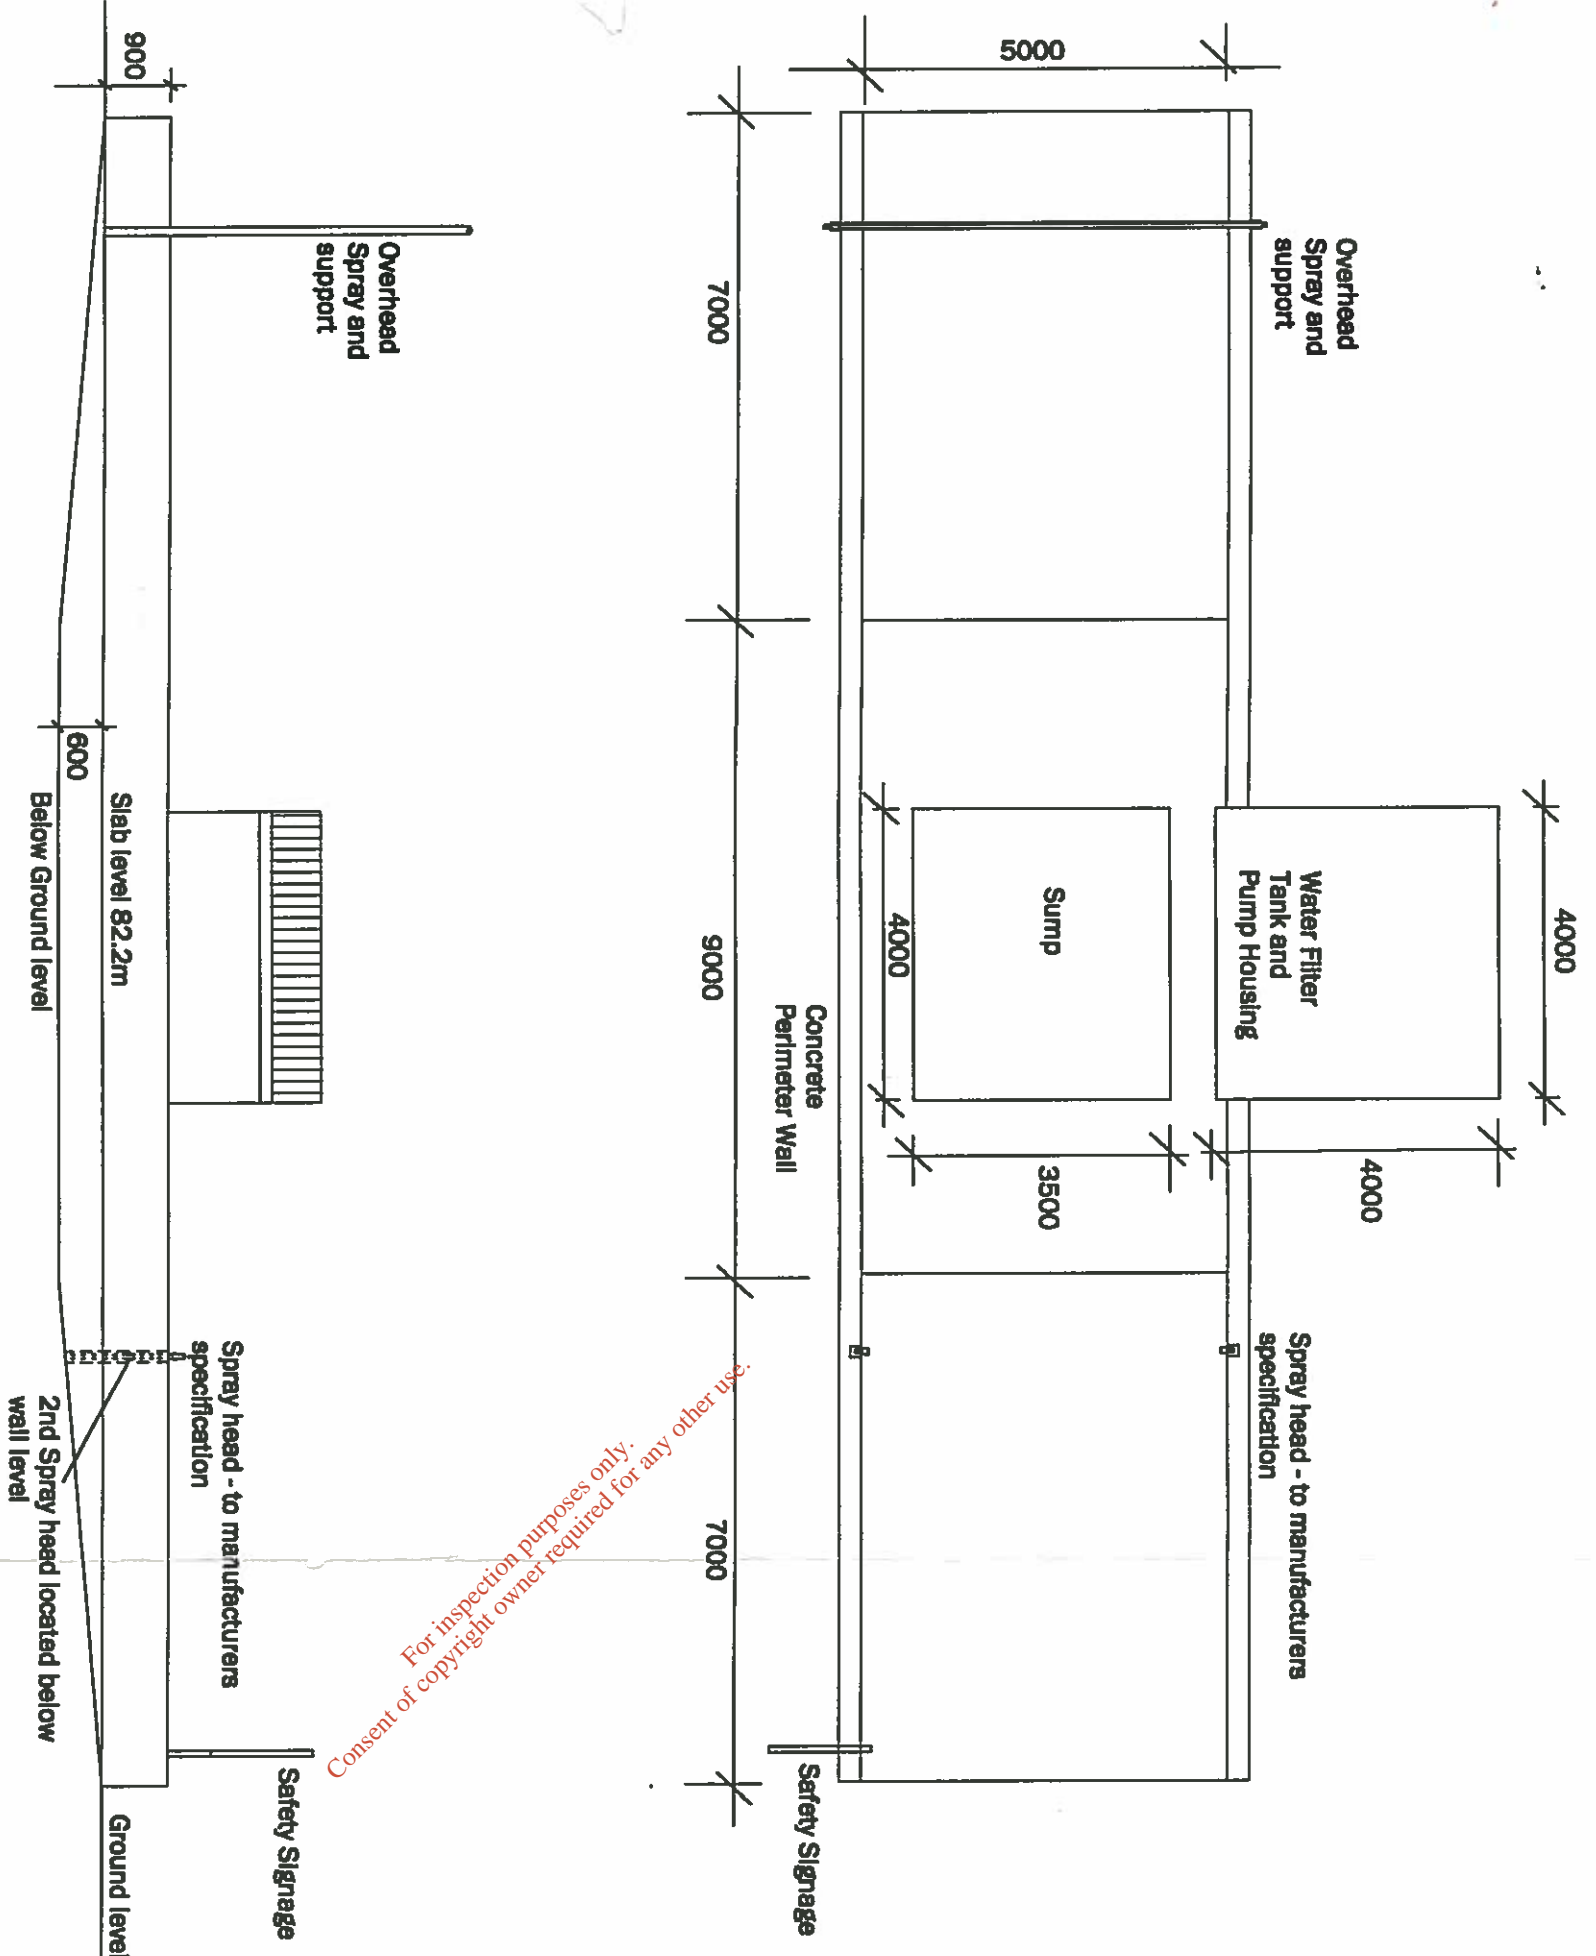 Overhead
Spray and
support
5000
4000
Water Filter
Tank and
Pump Housing
4000
Sump
4000
3500
Spray head - to manufacturers
specification
Concrete
Perimeter Wall
7000
9000
7000
Safety Signage
Overhead
Spray and
support
900
600
Slab level 82.2m
Below Ground level
Spray head - to manufacturers
specification
2nd Spray head located below
wall level
Safety Signage
Ground level
For inspection purposes only.
Consent of copyright owner required for any other use.